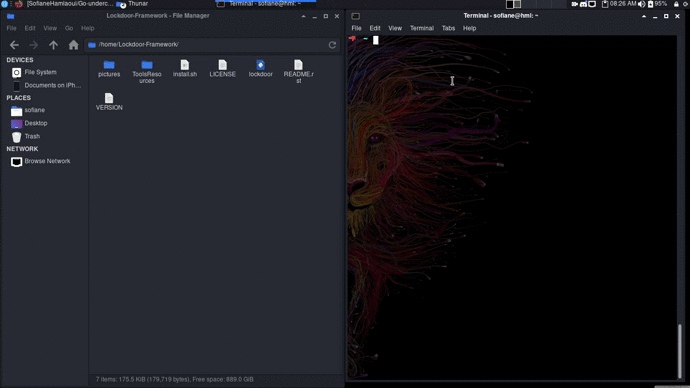 [SofianeHamlaoui/Go-underc...
Thunar
Terminal - sofiane@hml: ~
08:26 AM
95%
Lockdoor-Framework - File Manager
File Edit View Go Help
/home/Lockdoor-Framework/
DEVICES
File System
Documents on iPh...
PLACES
sofiane
Desktop
Trash
NETWORK
Browse Network
pictures
ToolsReso
urces
install.sh
LICENSE
lockdoor
README.r
st
VERSION
7 items: 175.5 KiB (179,719 bytes), Free space: 889.0 GiB
Terminal - sofiane@hml: ~
File Edit View Terminal Tabs Help
~